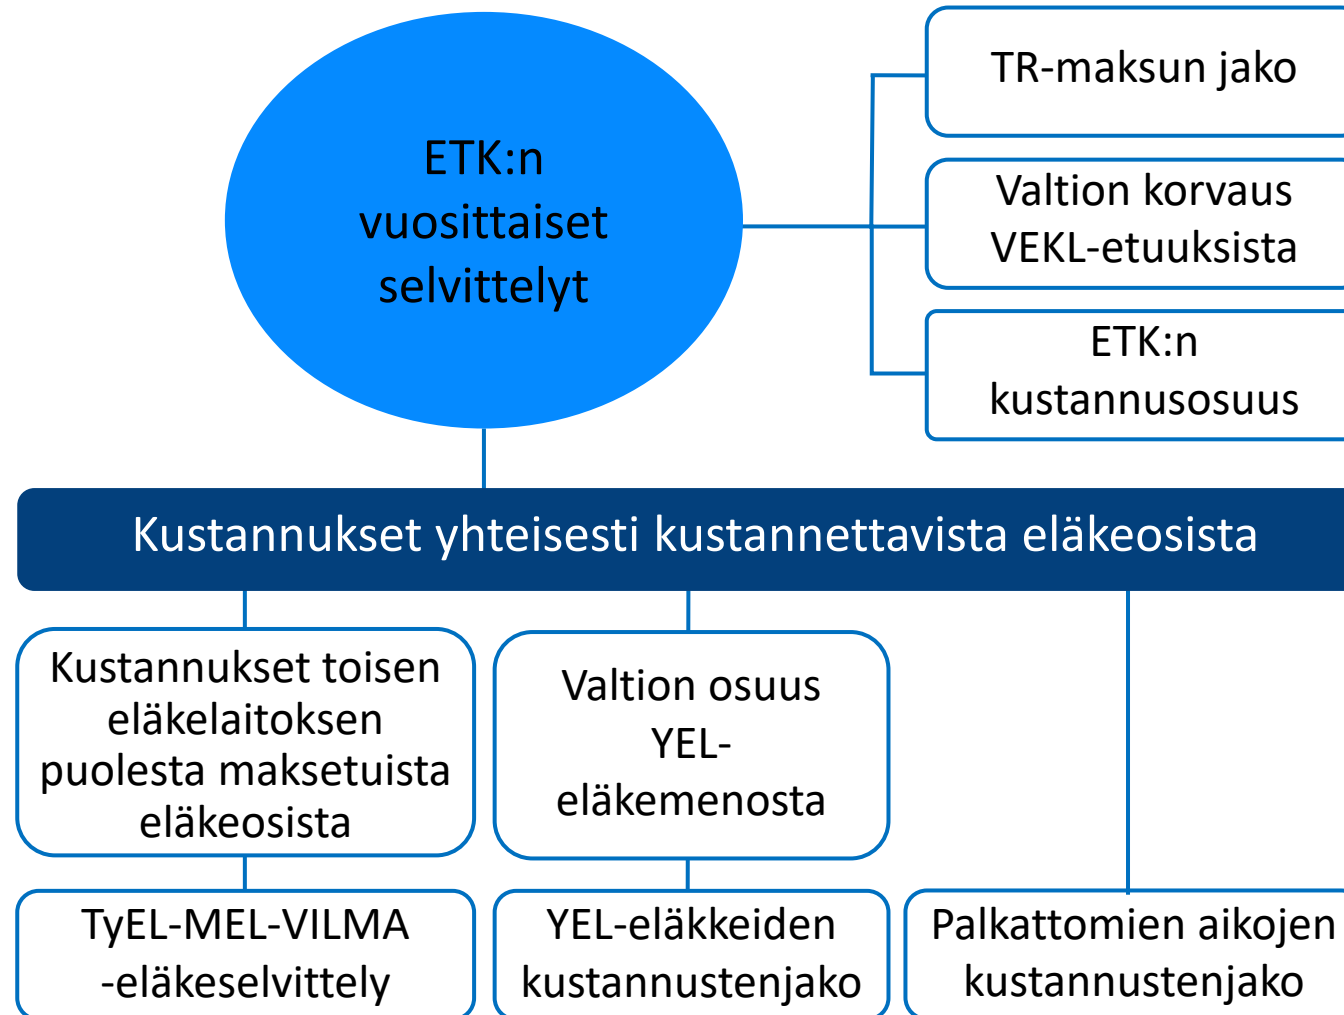 ETK:n
vuosittaiset
selvittelyt
TR-maksun jako
Valtion korvaus
VEKL-etuuksista
ETK:n
kustannusosuus
Kustannukset yhteisesti kustannettavista eläkeosista
Kustannukset toisen
eläkelaitoksen
puolesta maksetuista
eläkeosista
Valtion osuus
YEL-
eläkemenosta
TyEL-MEL-VILMA
-eläkeselvittely
YEL-eläkkeiden
kustannustenjako
Palkattomien aikojen
kustannustenjako